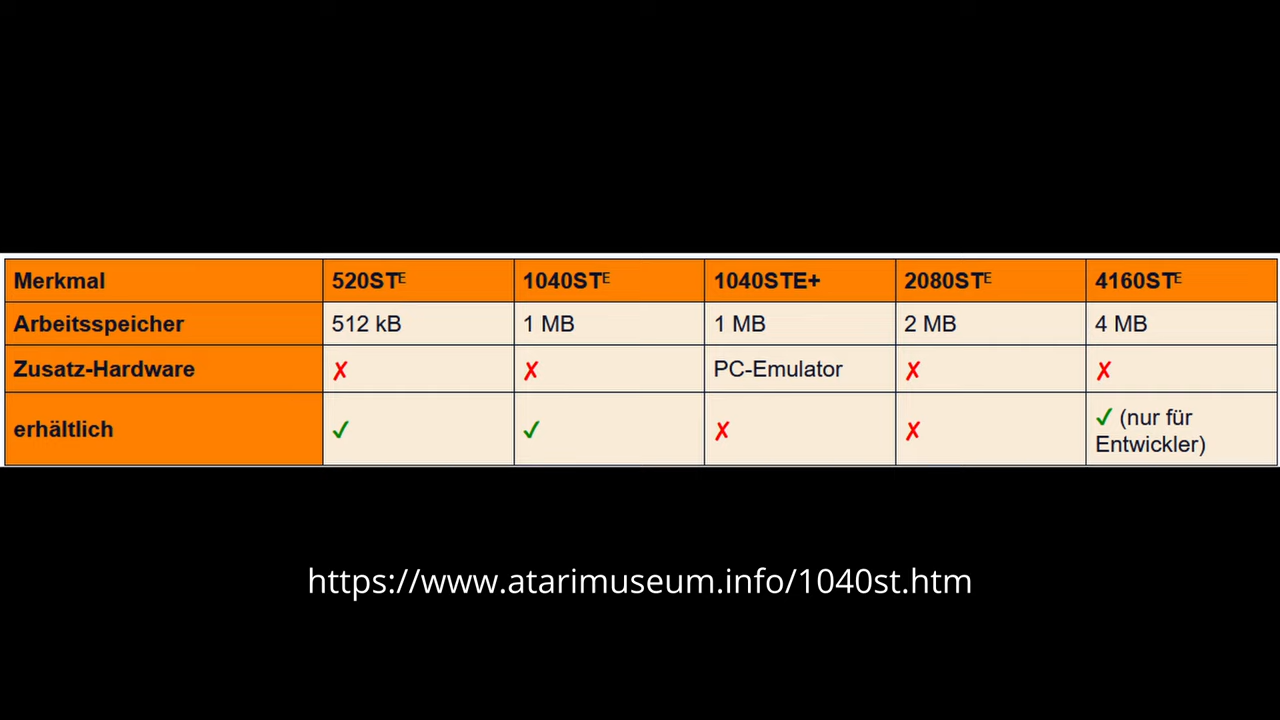 Merkmal 520STᴱ 1040STᴱ 1040STE+ 2080STᴱ 4160STᴱ
Arbeitsspeicher 512 kB 1 MB 1 MB 2 MB 4 MB
Zusatz-Hardware ✗ ✗ PC-Emulator ✗ ✗
erhältlich ✓ ✓ ✗ ✗ ✓ (nur für
Entwickler)
https://www.atarimuseum.info/1040st.htm